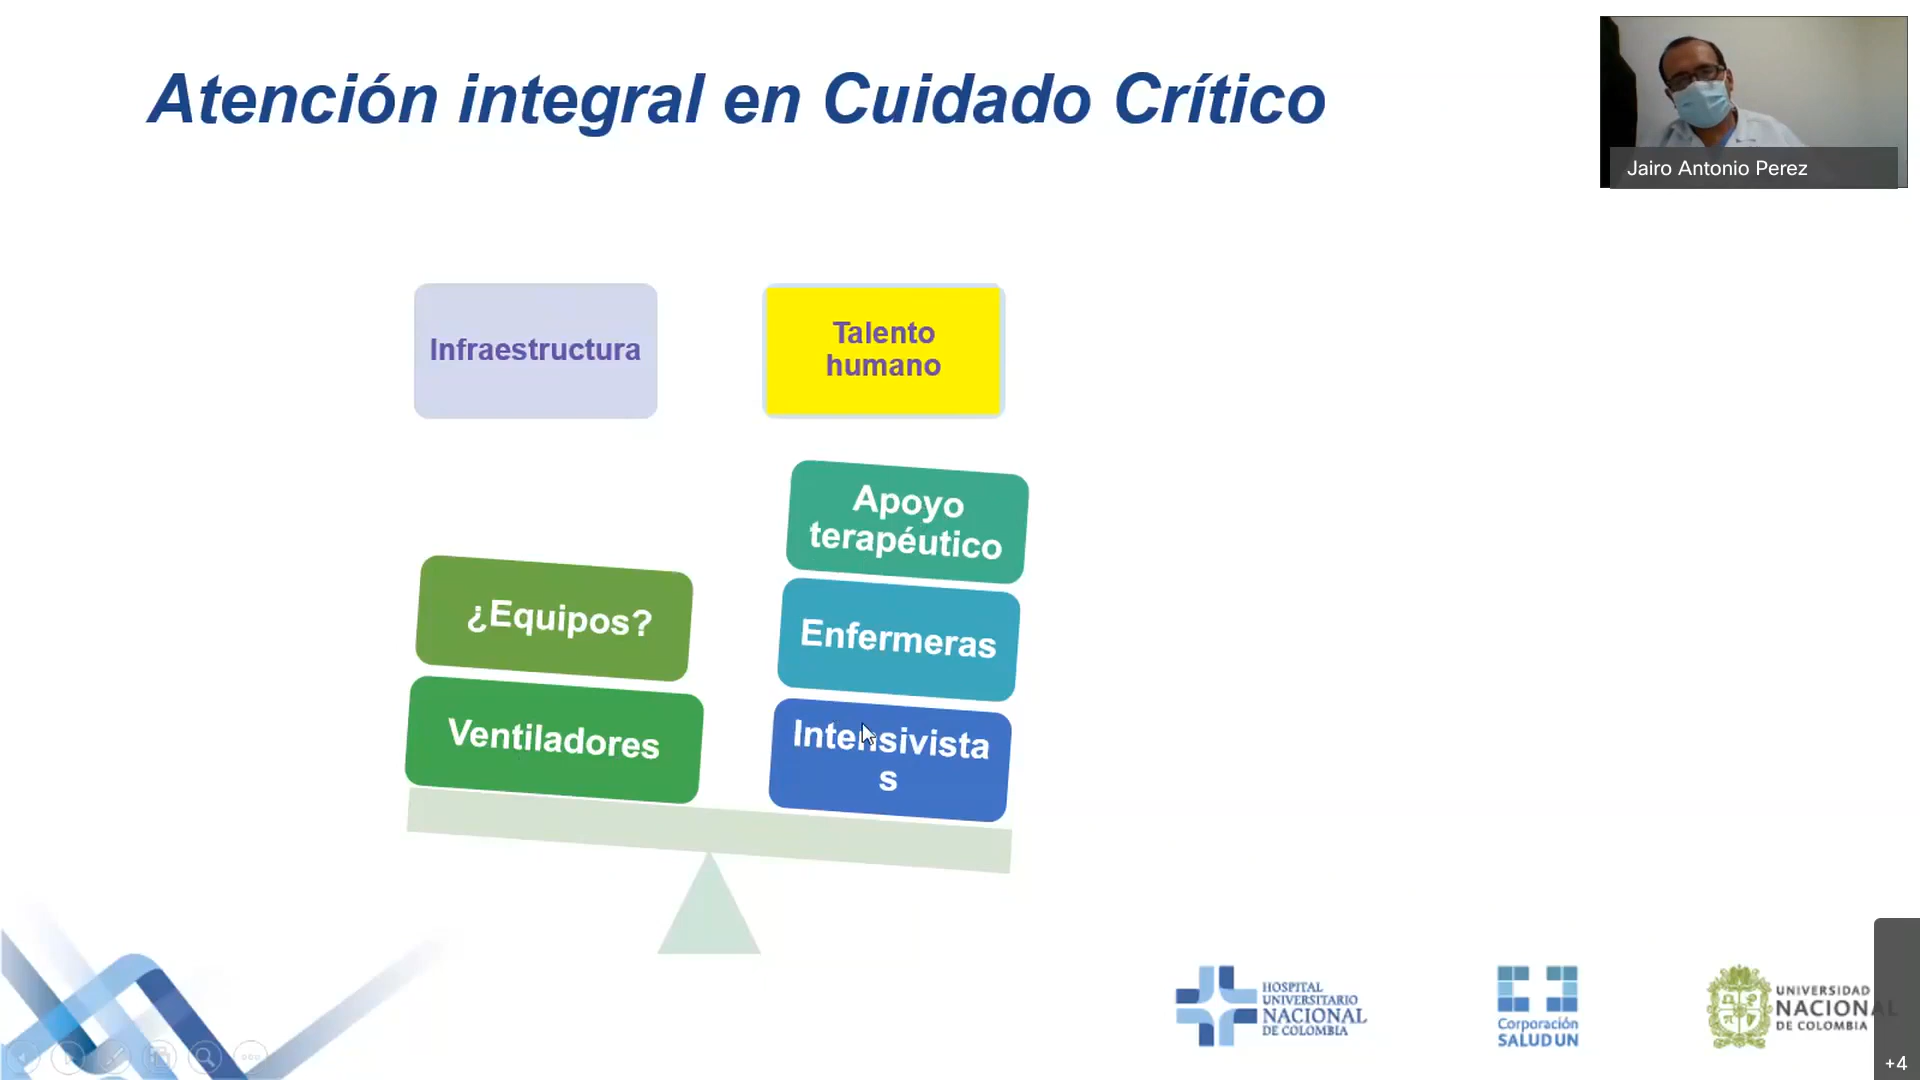 Atención integral en Cuidado Crítico
Jairo Antonio Perez
Infraestructura
Talento
humano
Apoyo
terapéutico
¿Equipos?
Enfermeras
Ventiladores
Intensivista
s
HOSPITAL
UNIVERSITARIO
NACIONAL
DE COLOMBIA
Corporación
SALUD UN
UNIVERSIDAD
NACIONAL
DE COLOMBIA
+4